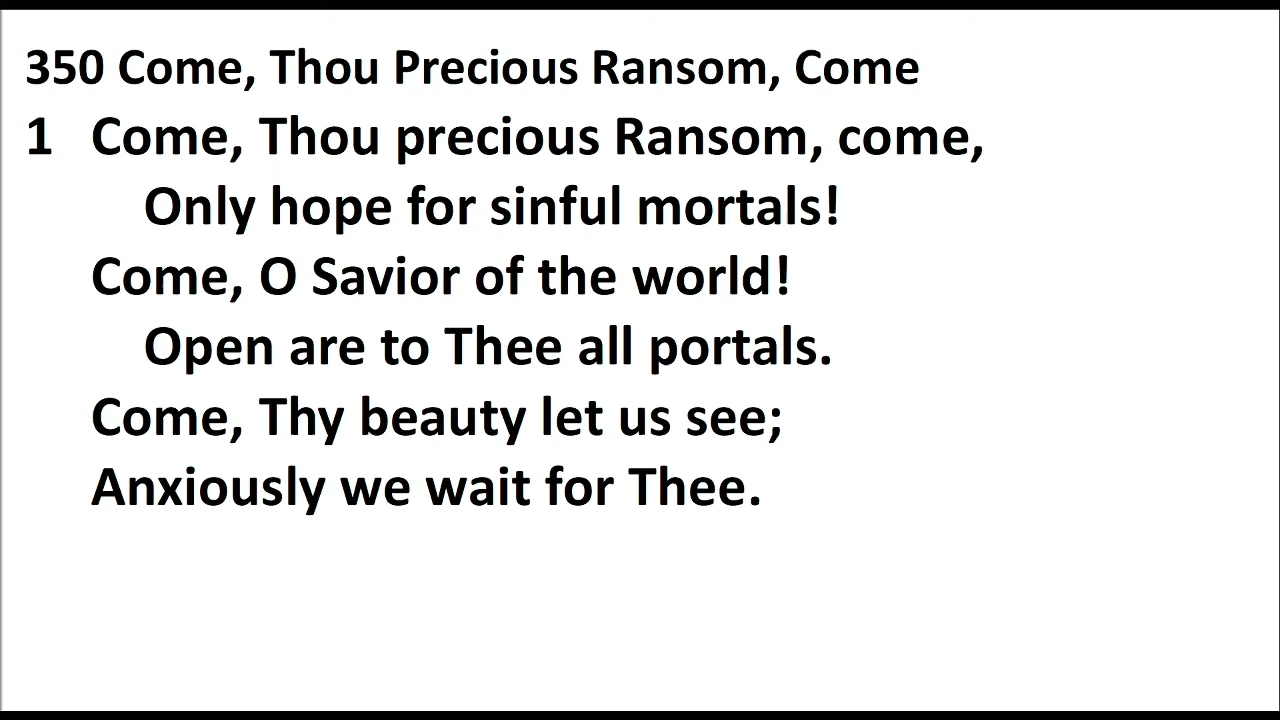 350 Come, Thou Precious Ransom, Come
1 Come, Thou precious Ransom, come,
Only hope for sinful mortals!
Come, O Savior of the world!
Open are to Thee all portals.
Come, Thy beauty let us see;
Anxiously we wait for Thee.